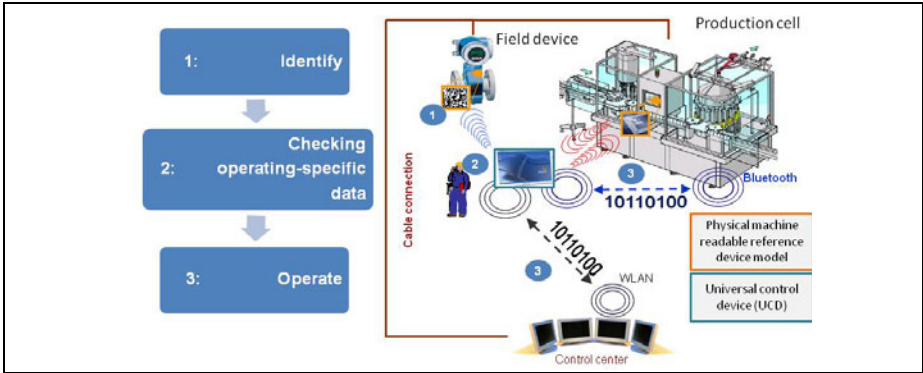 1: Identify
2: Checking
operating-specific
data
3: Operate
Field device
Production cell
1
2
3
Bluetooth
10110100
Cable connection
10110100
3
WLAN
Control center
Physical machine
readable reference
device model
Universal control
device (UCD)